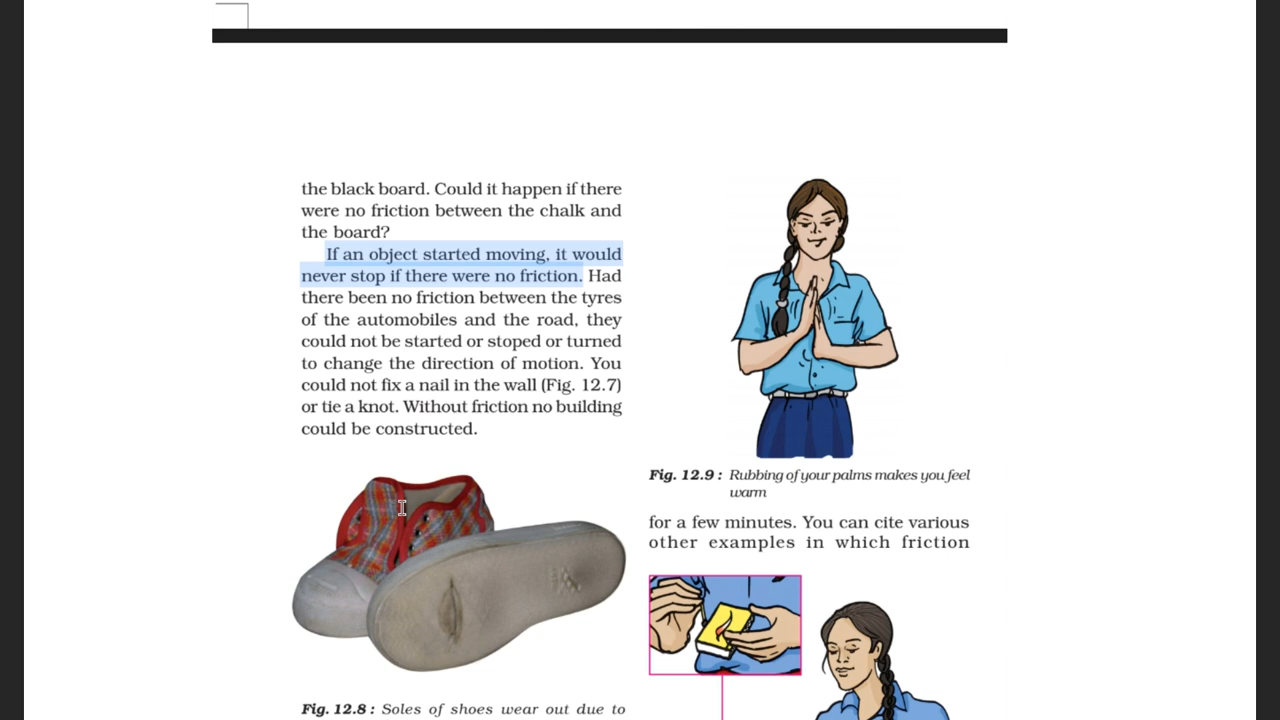 the black board. Could it happen if there
were no friction between the chalk and
the board?
If an object started moving, it would
never stop if there were no friction. Had
there been no friction between the tyres
of the automobiles and the road, they
could not be started or stoped or turned
to change the direction of motion. You
could not fix a nail in the wall (Fig. 12.7)
or tie a knot. Without friction no building
could be constructed.
Fig. 12.8 : Soles of shoes wear out due to
Fig. 12.9 : Rubbing of your palms makes you feel
warm
for a few minutes. You can cite various
other examples in which friction